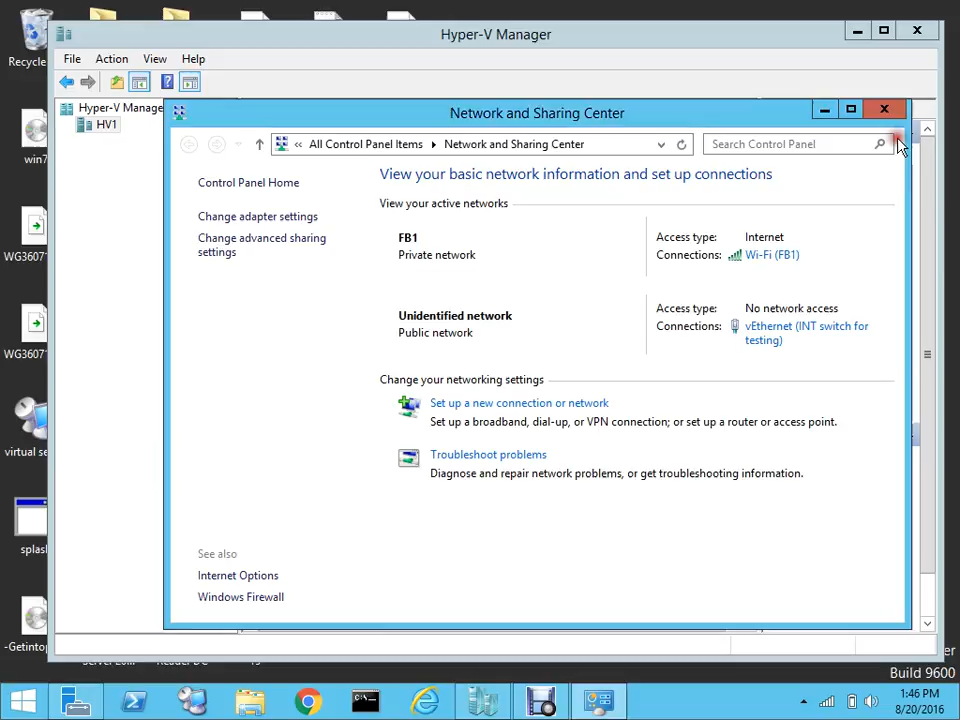 Recycle
Hyper-V Manager
File Action View Help
Hyper-V Manage
HV1
Network and Sharing Center
« All Control Panel Items Network and Sharing Center
Search Control Panel
Control Panel Home
Change adapter settings
Change advanced sharing
settings
View your basic network information and set up connections
View your active networks
FB1
Private network
Access type: Internet
Connections: Wi-Fi (FB1)
Unidentified network
Public network
Access type: No network access
Connections: vEthernet (INT switch for
testing)
Change your networking settings
Set up a new connection or network
Set up a broadband, dial-up, or VPN connection; or set up a router or access point.
Troubleshoot problems
Diagnose and repair network problems, or get troubleshooting information.
See also
Internet Options
Windows Firewall
win7
WG3607
WG3607
virtual se
splas
-Getinto
er
Build 9600
1:46 PM
8/20/2016